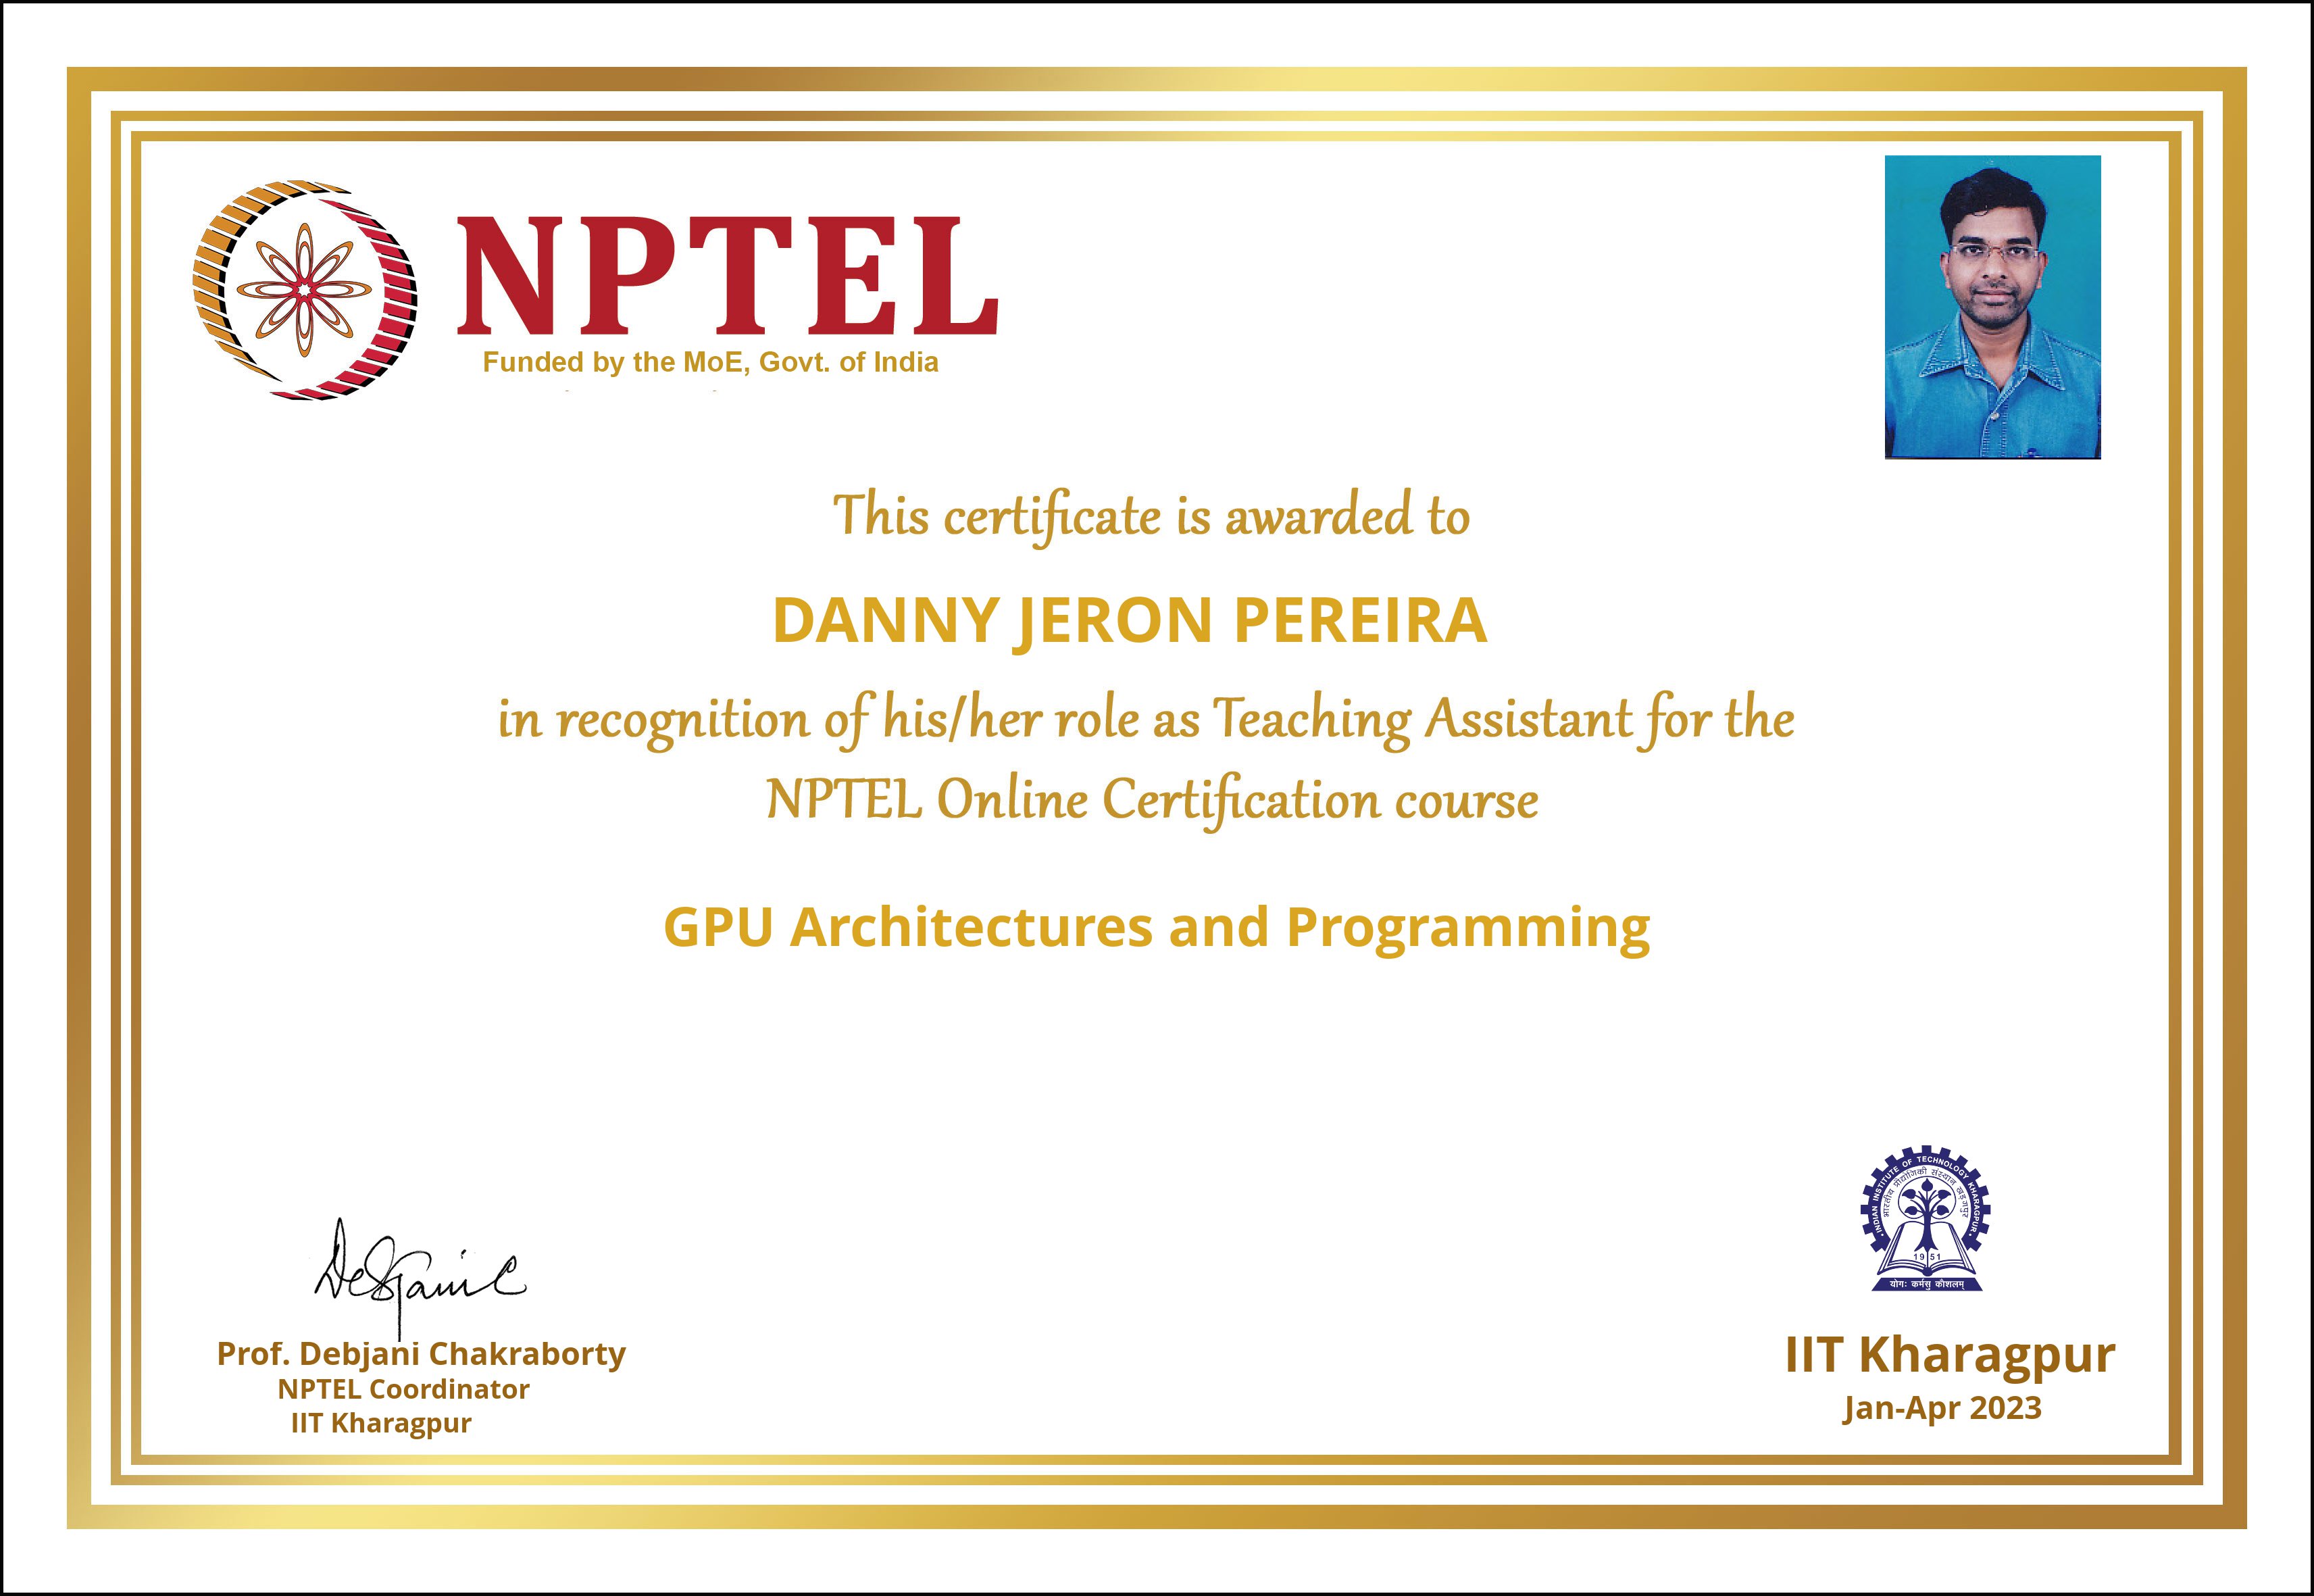 NPTEL
Funded by the MoE, Govt. of India
This certificate is awarded to
DANNY JERON PEREIRA
in recognition of his/her role as Teaching Assistant for the
NPTEL Online Certification course
GPU Architectures and Programming
Prof. Debjani Chakraborty
NPTEL Coordinator
IIT Kharagpur
INDIAN INSTITUTE OF TECHNOLOGY KHARAGPUR
भारतीय प्रौद्योगिकी संस्थान खड़गपुर
1951
योगः कर्मसु कौशलम्
IIT Kharagpur
Jan-Apr 2023